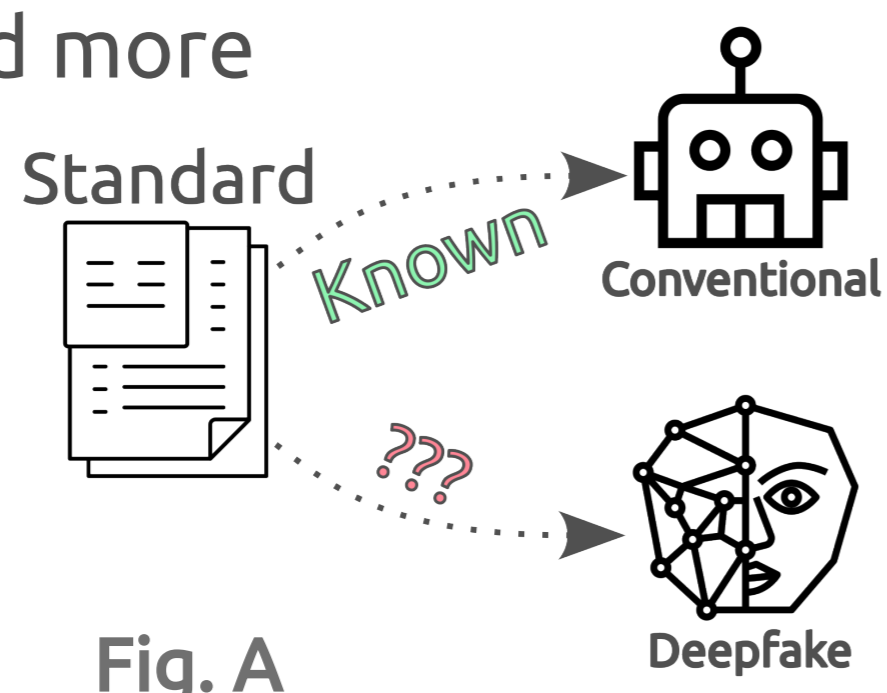 d more
Standard
Known
Conventional
???
Deepfake
Fig. A